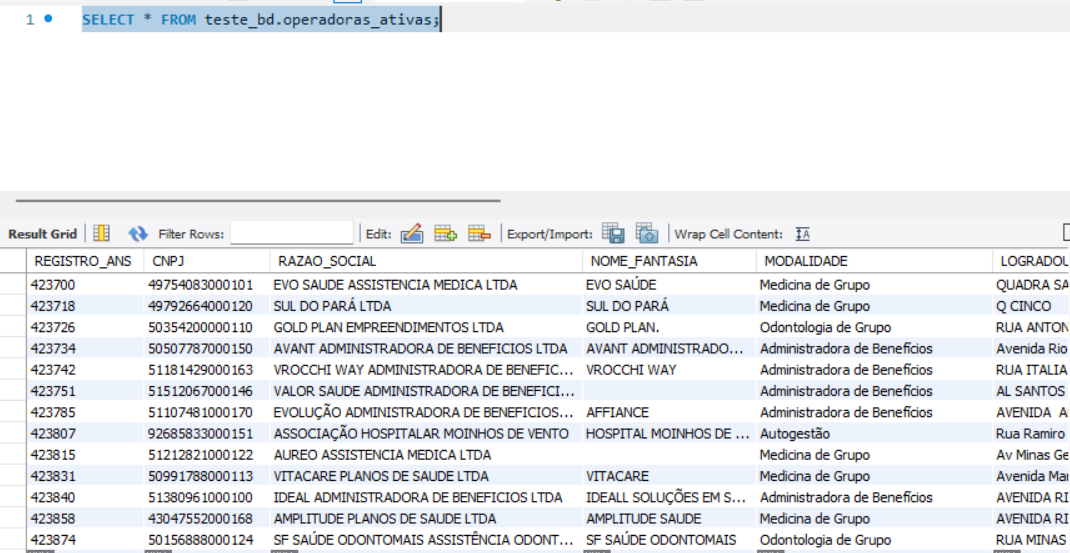 1 SELECT * FROM teste_bd.operadoras_ativas;
Result Grid Filter Rows: Edit: Export/Import: Wrap Cell Content:
REGISTRO_ANS CNPJ RAZAO_SOCIAL NOME_FANTASIA MODALIDADE LOGRADOU
423700 49754083000101 EVO SAUDE ASSISTENCIA MEDICA LTDA EVO SAÚDE Medicina de Grupo QUADRA SA
423718 49792664000120 SUL DO PARÁ LTDA SUL DO PARÁ Medicina de Grupo Q CINCO
423726 50354200000110 GOLD PLAN EMPREENDIMENTOS LTDA GOLD PLAN. Odontologia de Grupo RUA ANTON
423734 50507787000150 AVANT ADMINISTRADORA DE BENEFICIOS LTDA AVANT ADMINISTRADO... Administradora de Benefícios Avenida Rio
423742 51181429000163 VROCCHI WAY ADMINISTRADORA DE BENEFIC... VROCCHI WAY Administradora de Benefícios RUA ITALIA
423751 51512067000146 VALOR SAUDE ADMINISTRADORA DE BENEFICI... Administradora de Benefícios AL SANTOS
423785 51107481000170 EVOLUÇÃO ADMINISTRADORA DE BENEFICIOS... AFFIANCE Administradora de Benefícios AVENIDA A
423807 92685833000151 ASSOCIAÇÃO HOSPITALAR MOINHOS DE VENTO HOSPITAL MOINHOS DE ... Autogestão Rua Ramiro
423815 51212821000122 AUREO ASSISTENCIA MEDICA LTDA Medicina de Grupo Av Minas Ge
423831 50991788000113 VITACARE PLANOS DE SAUDE LTDA VITACARE Medicina de Grupo Avenida Mar
423840 51380961000100 IDEAL ADMINISTRADORA DE BENEFICIOS LTDA IDEALL SOLUÇÕES EM S... Administradora de Benefícios AVENIDA RI
423858 43047552000168 AMPLITUDE PLANOS DE SAUDE LTDA AMPLITUDE SAUDE Medicina de Grupo AVENIDA RI
423874 50156888000124 SF SAÚDE ODONTOMAIS ASSISTÊNCIA ODONT... SF SAÚDE ODONTOMAIS Odontologia de Grupo RUA MINAS